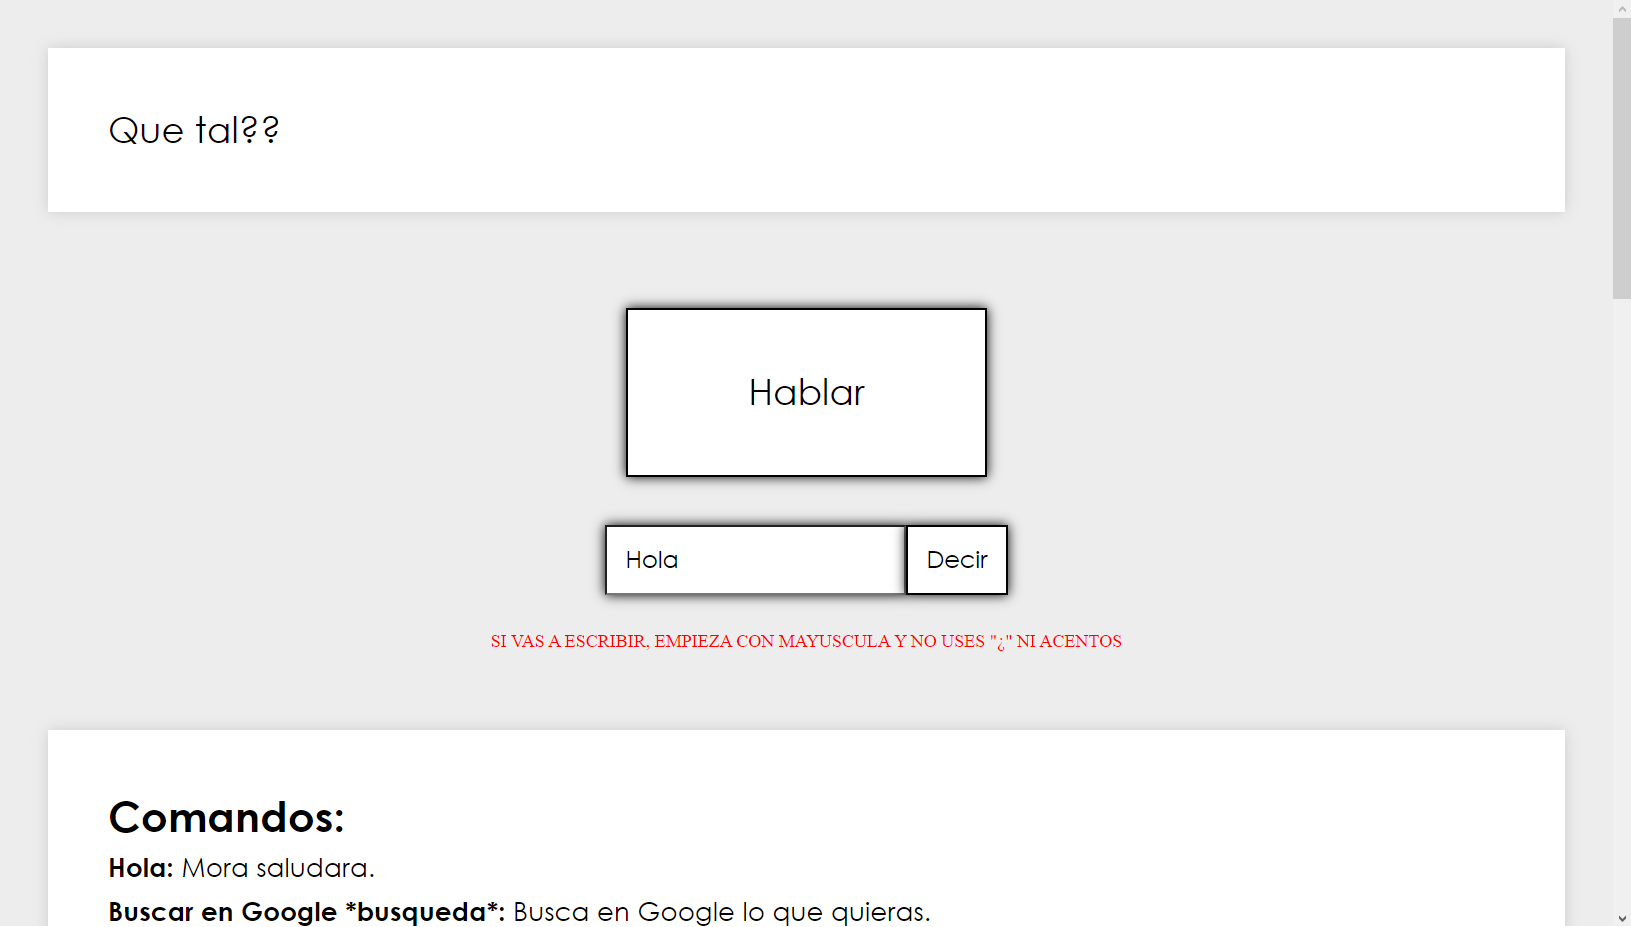 Que tal??
Hablar
Hola
Decir
SI VAS A ESCRIBIR, EMPIEZA CON MAYUSCULA Y NO USES "¿" NI ACENTOS
Comandos:
Hola: Mora saludara.
Buscar en Google *busqueda*: Busca en Google lo que quieras.